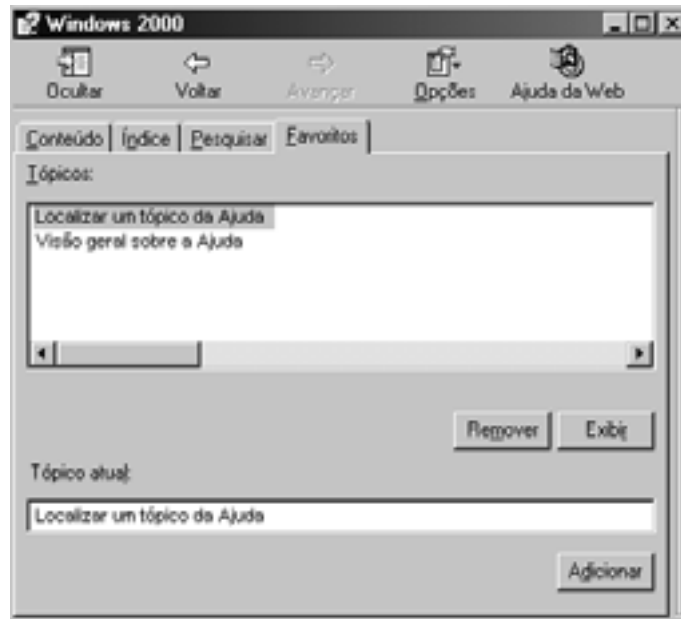 Windows 2000
Ocultar Voltar Avançar Opções Ajuda da Web
Conteúdo Índice Pesquisar Favoritos
Tópicos:
Localizar um tópico da Ajuda
Visão geral sobre a Ajuda
Remover Exibir
Tópico atual:
Localizar um tópico da Ajuda
Adicionar